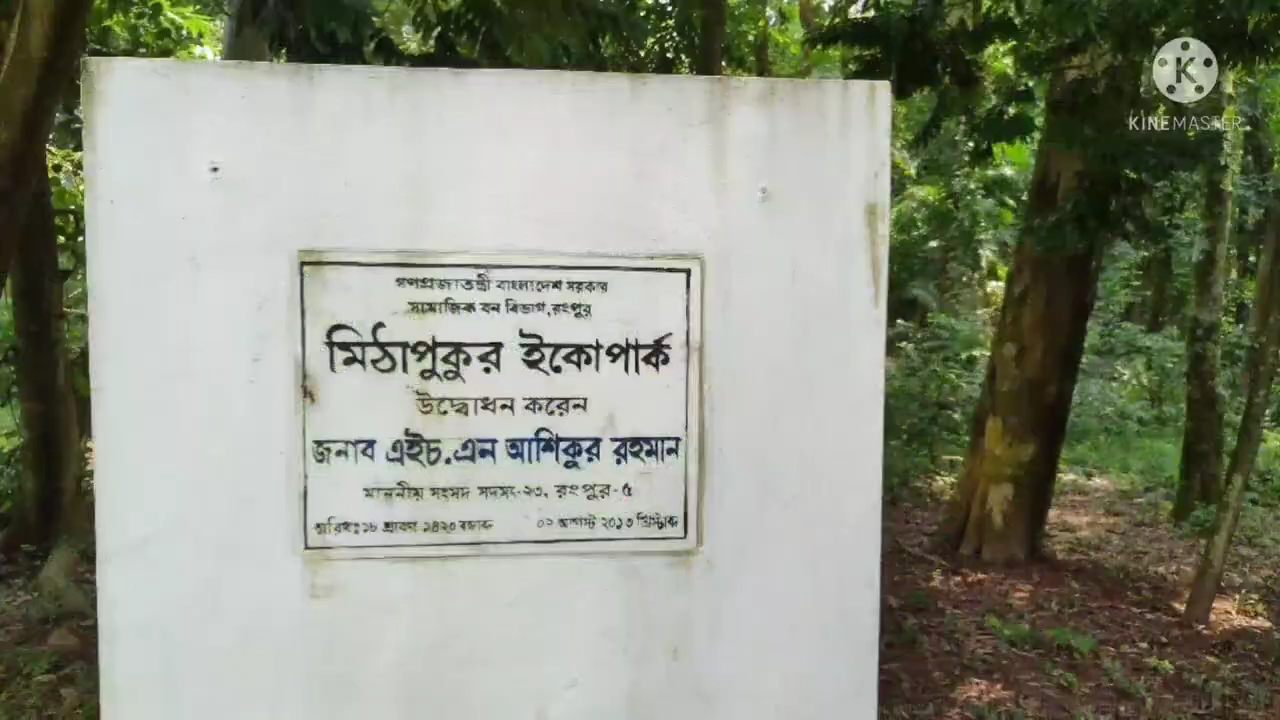 গণপ্রজাতন্ত্রী বাংলাদেশ সরকার
সামাজিক বন বিভাগ, রংপুর
মিঠাপুকুর ইকোপার্ক
উদ্বোধন করেন
জনাব এইচ.এন আশিকুর রহমান
মাননীয় সংসদ সদস্য-২৩, রংপুর-৫
তারিখঃ ১৮ শ্রাবণ ১৪২০ বঙ্গাব্দ ০২ আগস্ট ২০১৩ খ্রিস্টাব্দ
KINEMASTER